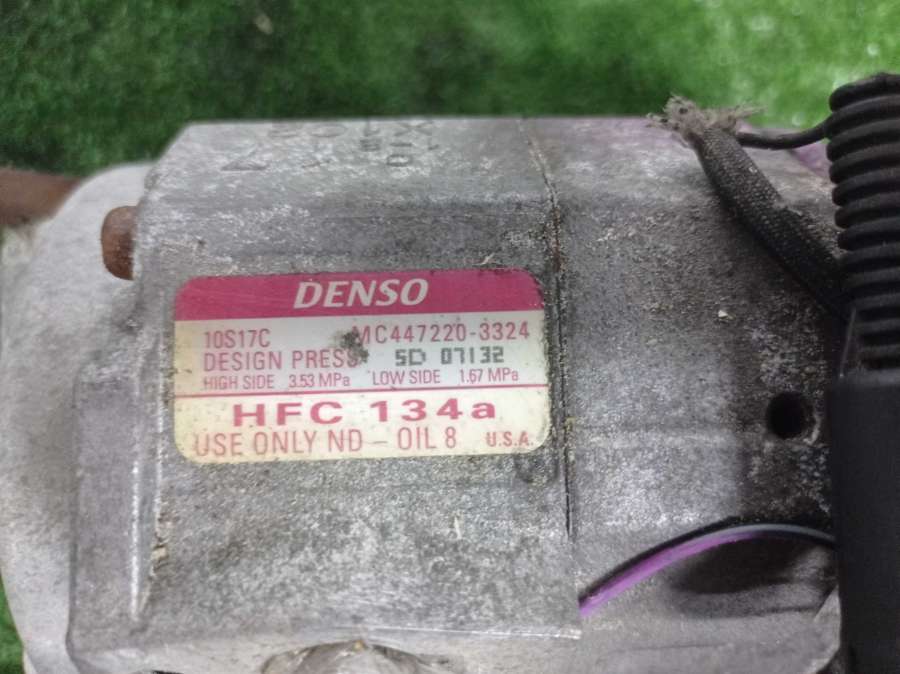 DENSO
10S17C MC447220-3324
DESIGN PRESS 5D 07132
HIGH SIDE 3.53 MPa LOW SIDE 1.67 MPa
HFC 134a
USE ONLY ND-OIL 8 U.S.A.